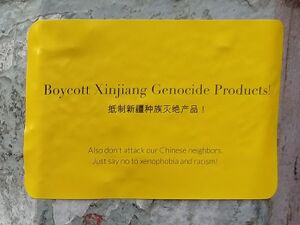 Boycott Xinjiang Genocide Products!
抵制新疆种族灭绝产品！
Also don't attack our Chinese neighbors.
Just say no to xenophobia and racism!